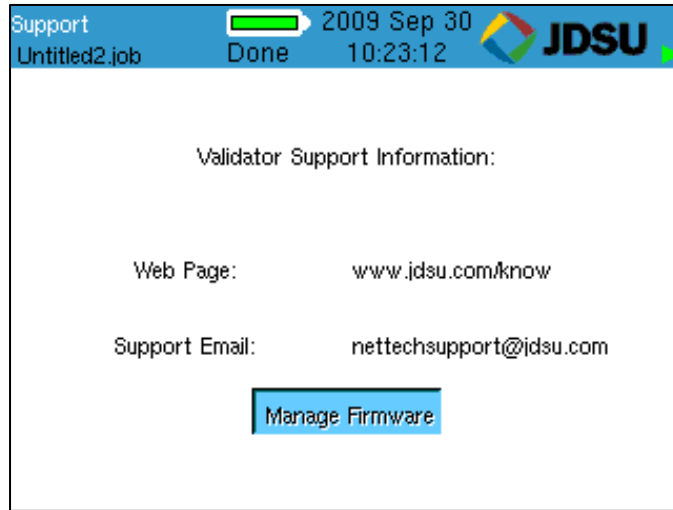 Support
2009 Sep 30
JDSU
Untitled2.job
Done
10:23:12
Validator Support Information:
Web Page: www.jdsu.com/know
Support Email: nettechsupport@jdsu.com
Manage Firmware